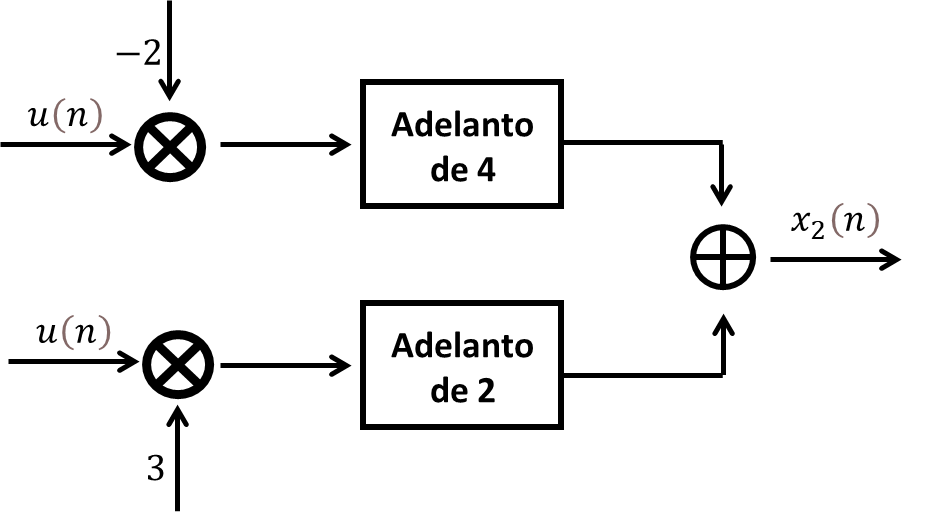 −2
u(n)
Adelanto
de 4
x₂(n)
u(n)
Adelanto
de 2
3